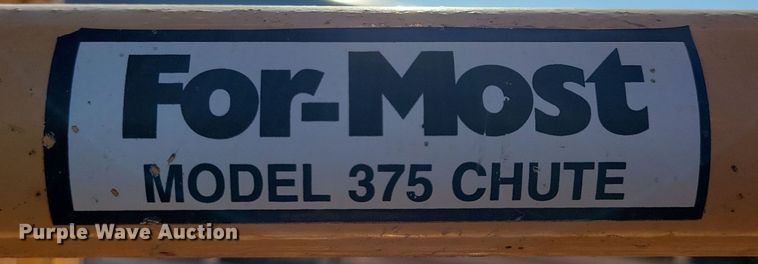 For-Most
MODEL 375 CHUTE
Purple Wave Auction